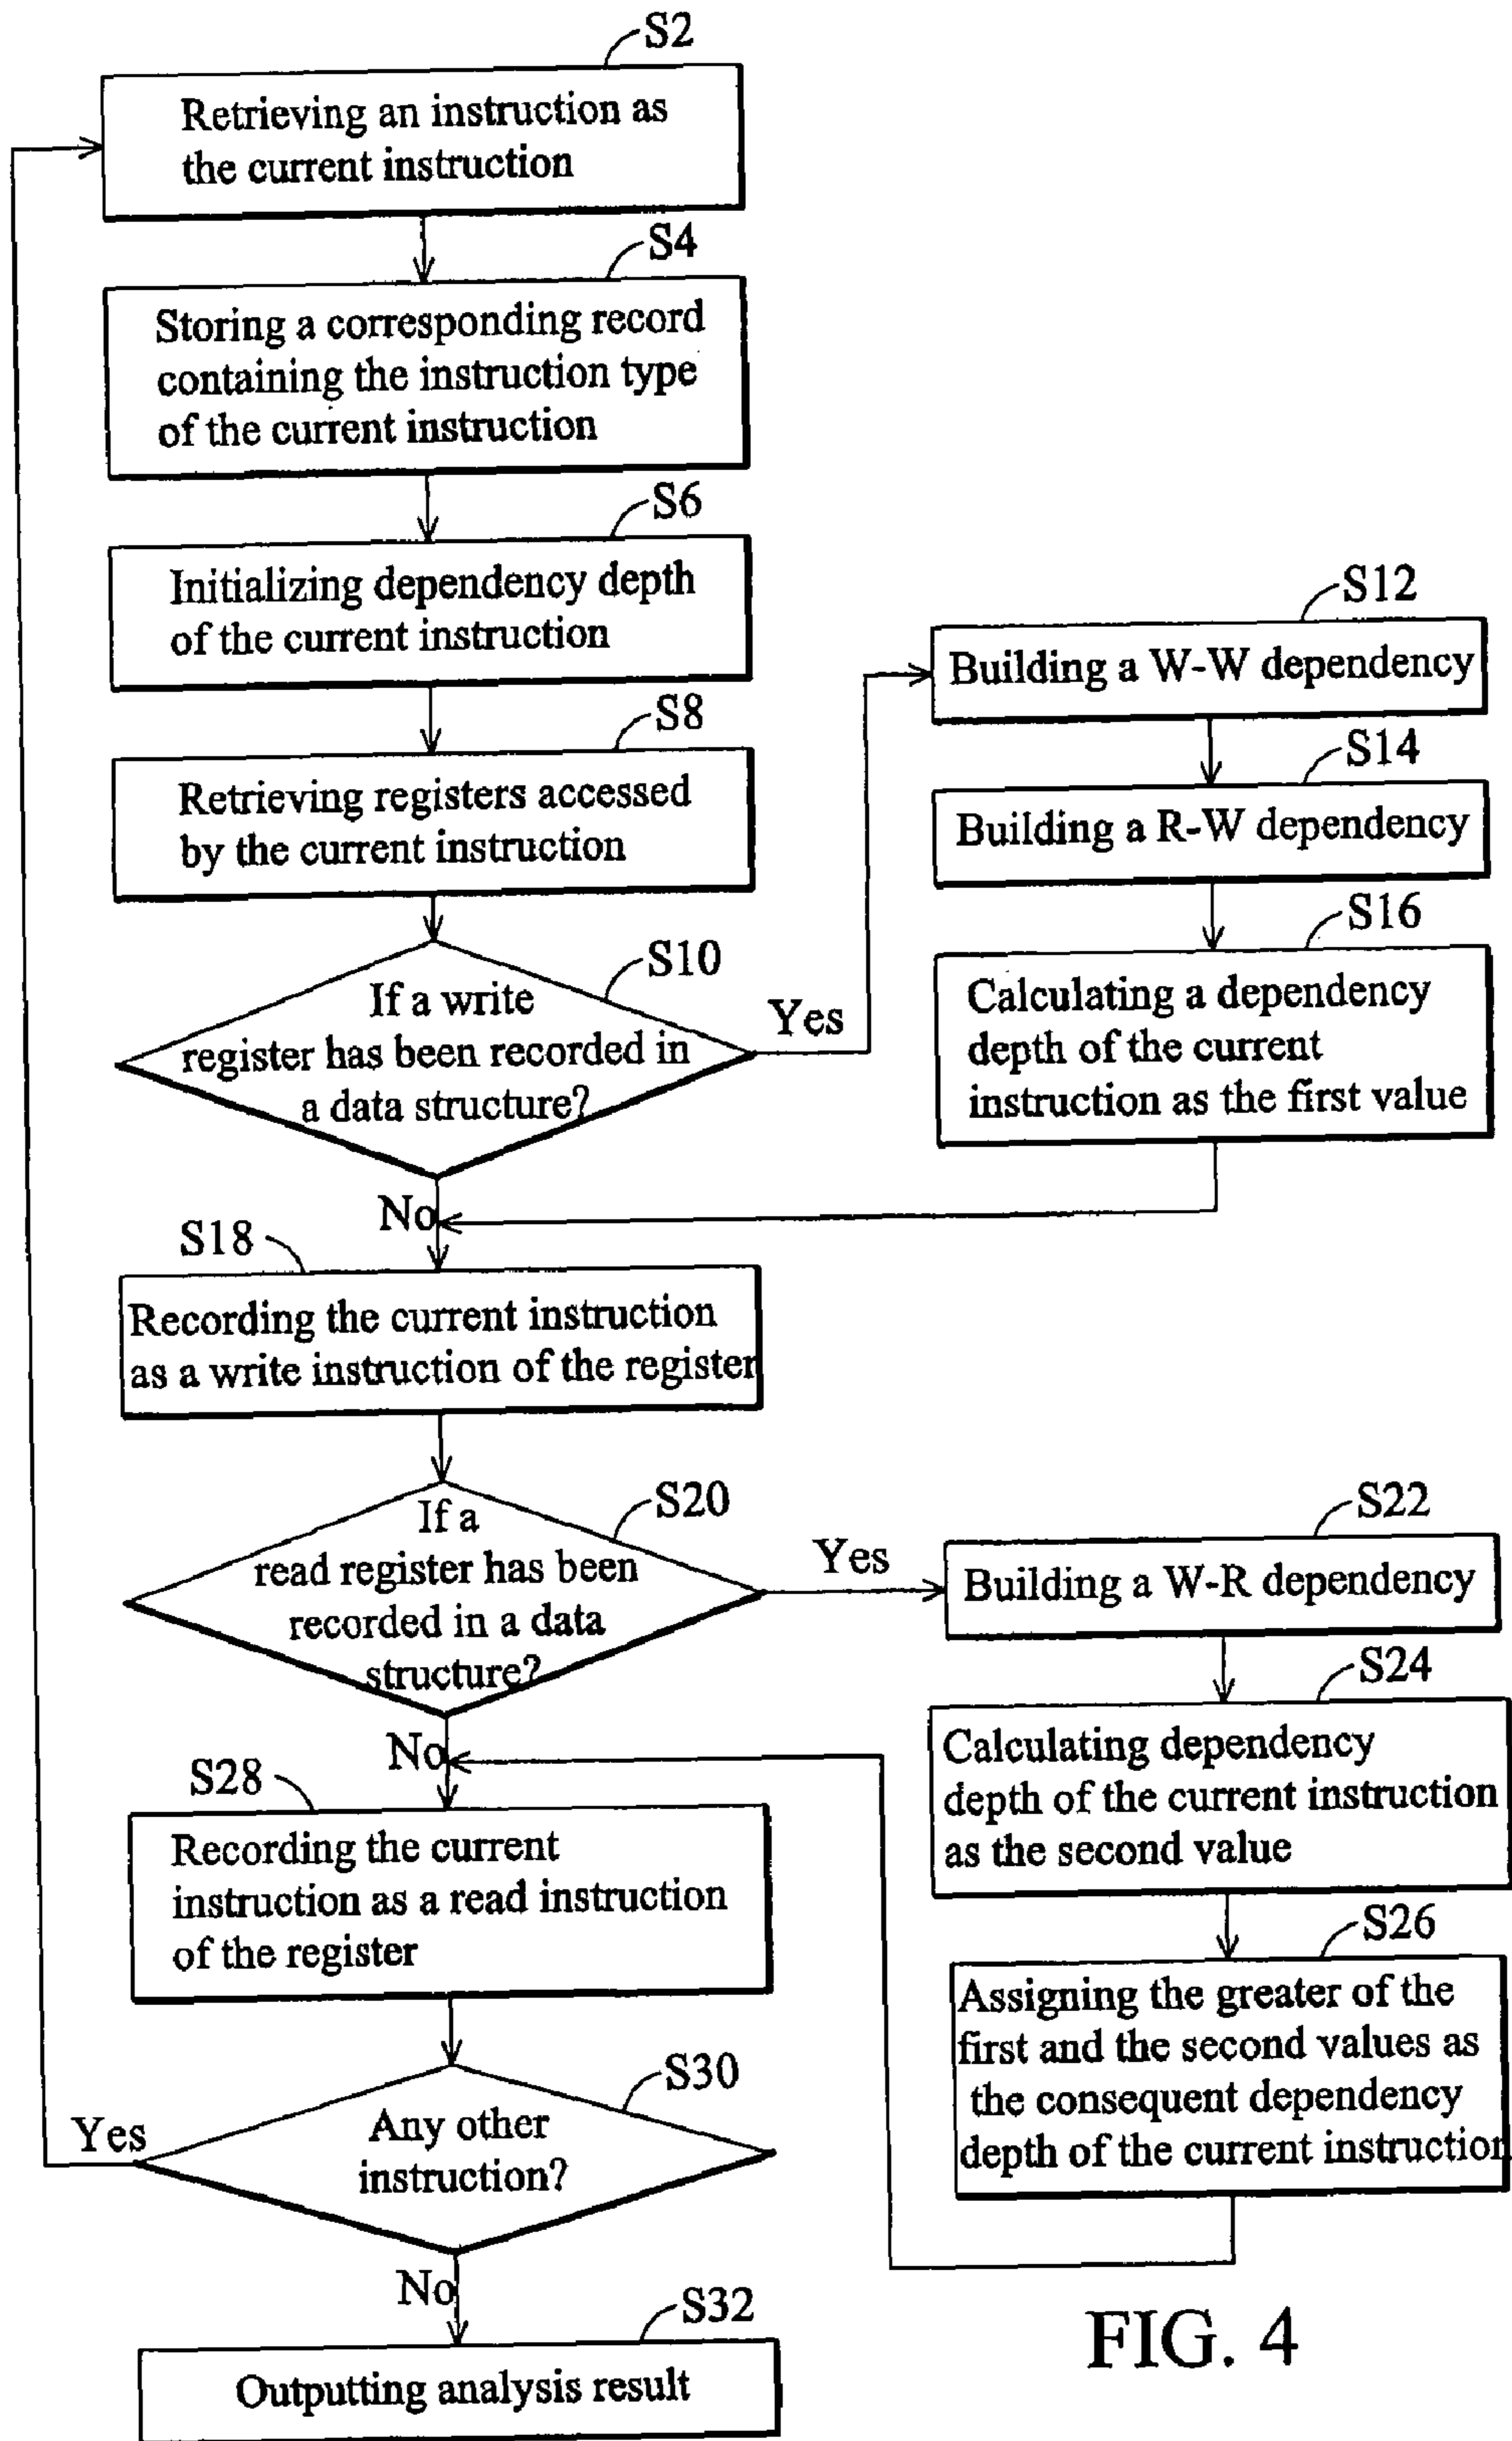 S2
Retrieving an instruction as
the current instruction
S4
Storing a corresponding record
containing the instruction type
of the current instruction
S6
Initializing dependency depth
of the current instruction
S8
Retrieving registers accessed
by the current instruction
S10
If a write
register has been recorded in
a data structure?
Yes
No
S12
Building a W-W dependency
S14
Building a R-W dependency
S16
Calculating a dependency
depth of the current
instruction as the first value
S18
Recording the current instruction
as a write instruction of the register
S20
If a
read register has been
recorded in a data
structure?
Yes
No
S22
Building a W-R dependency
S24
Calculating dependency
depth of the current instruction
as the second value
S26
Assigning the greater of the
first and the second values as
the consequent dependency
depth of the current instruction
S28
Recording the current
instruction as a read instruction
of the register
S30
Any other
instruction?
Yes
No
S32
Outputting analysis result
FIG. 4